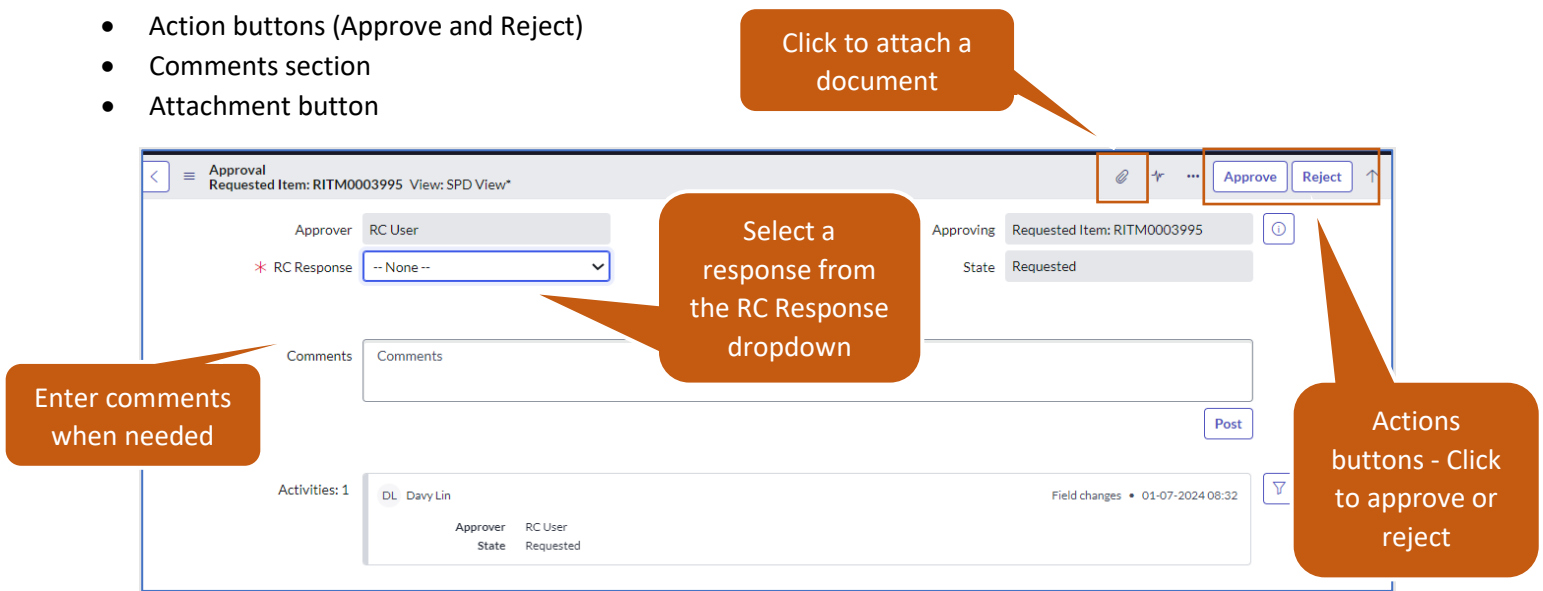 • Action buttons (Approve and Reject)
• Comments section
• Attachment button
Click to attach a
document
Approval
Requested Item: RITM0003995 View: SPD View*
Approve
Reject
Approver
RC User
Approving
Requested Item: RITM0003995
* RC Response
-- None --
State
Requested
Select a
response from
the RC Response
dropdown
Comments
Comments
Enter comments
when needed
Post
Actions
buttons - Click
to approve or
reject
Activities: 1
DL Davy Lin
Field changes • 01-07-2024 08:32
Approver RC User
State Requested